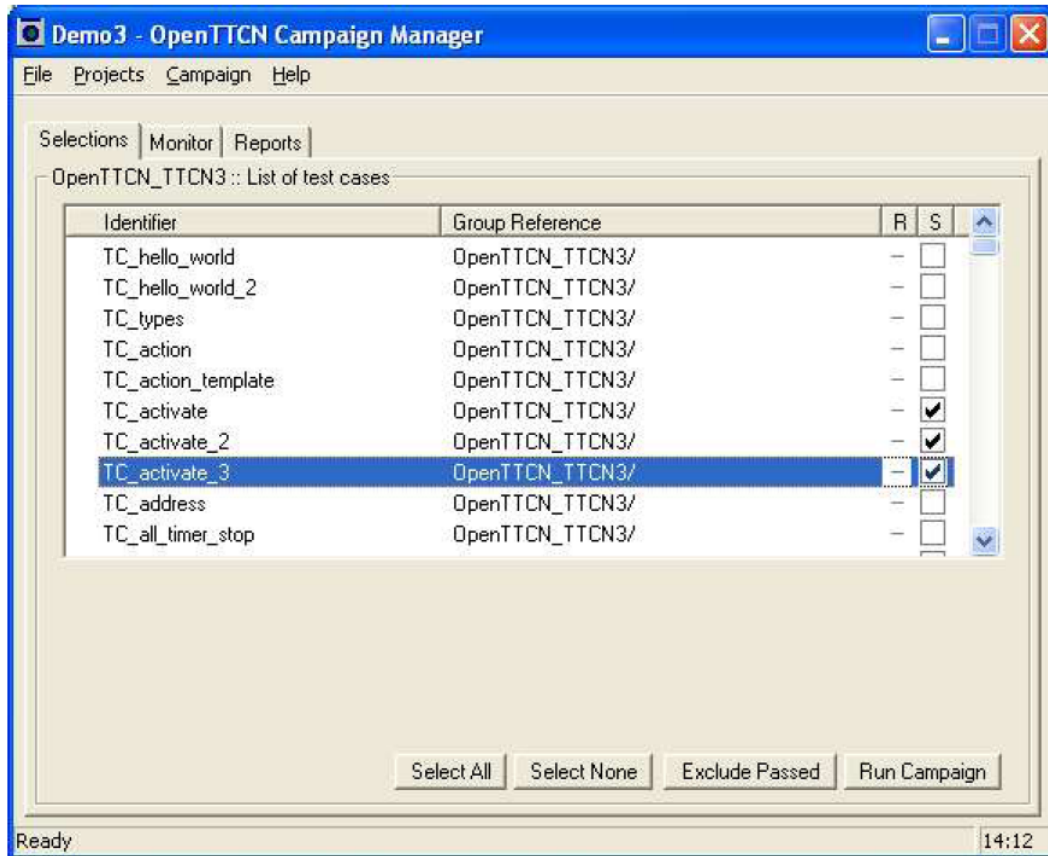 Demo3 - OpenTTCN Campaign Manager
File Projects Campaign Help
Selections Monitor Reports
OpenTTCN_TTCN3 :: List of test cases
Identifier Group Reference R S
TC_hello_world OpenTTCN_TTCN3/ –
TC_hello_world_2 OpenTTCN_TTCN3/ –
TC_types OpenTTCN_TTCN3/ –
TC_action OpenTTCN_TTCN3/ –
TC_action_template OpenTTCN_TTCN3/ –
TC_activate OpenTTCN_TTCN3/ –
TC_activate_2 OpenTTCN_TTCN3/ –
TC_activate_3 OpenTTCN_TTCN3/ –
TC_address OpenTTCN_TTCN3/ –
TC_all_timer_stop OpenTTCN_TTCN3/ –
Select All Select None Exclude Passed Run Campaign
Ready 14:12